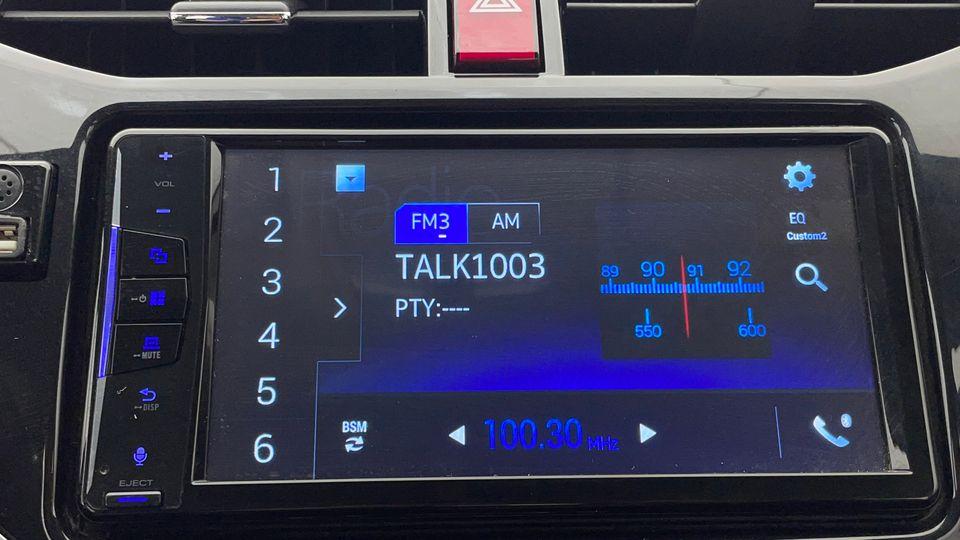 +
VOL
−
MUTE
DISP
EJECT
1
2
3
4
5
6
Radio
FM3 AM
TALK1003
PTY:----
EQ
Custom2
89 90 91 92
550 600
BSM
100.30 MHz